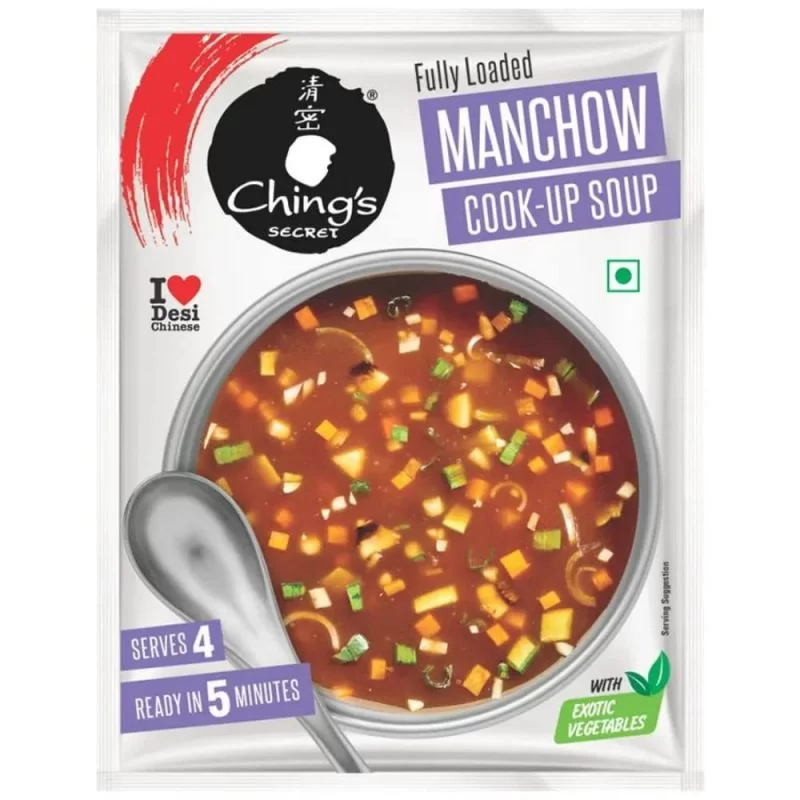 清
密
®
Ching's
SECRET
Fully Loaded
MANCHOW
COOK-UP SOUP
I ❤
Desi
Chinese
SERVES 4
READY IN 5 MINUTES
Serving Suggestion
WITH
EXOTIC
VEGETABLES